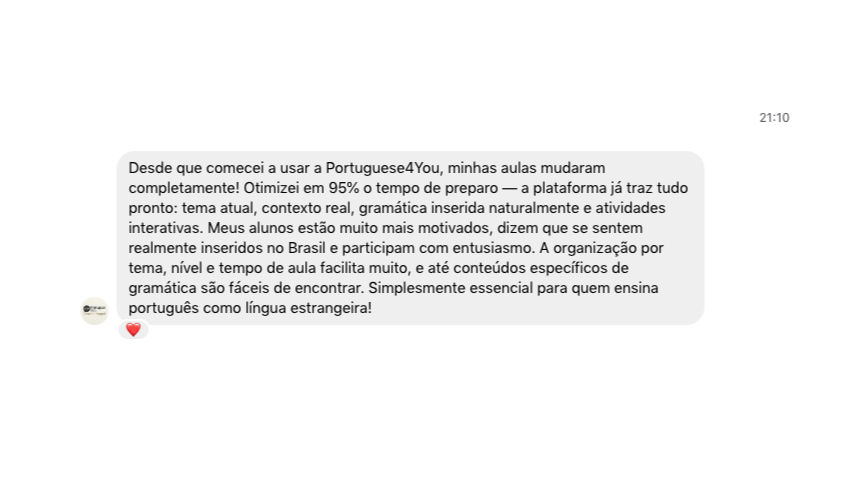 21:10
Desde que comecei a usar a Portuguese4You, minhas aulas mudaram
completamente! Otimizei em 95% o tempo de preparo — a plataforma já traz tudo
pronto: tema atual, contexto real, gramática inserida naturalmente e atividades
interativas. Meus alunos estão muito mais motivados, dizem que se sentem
realmente inseridos no Brasil e participam com entusiasmo. A organização por
tema, nível e tempo de aula facilita muito, e até conteúdos específicos de
gramática são fáceis de encontrar. Simplesmente essencial para quem ensina
português como língua estrangeira!